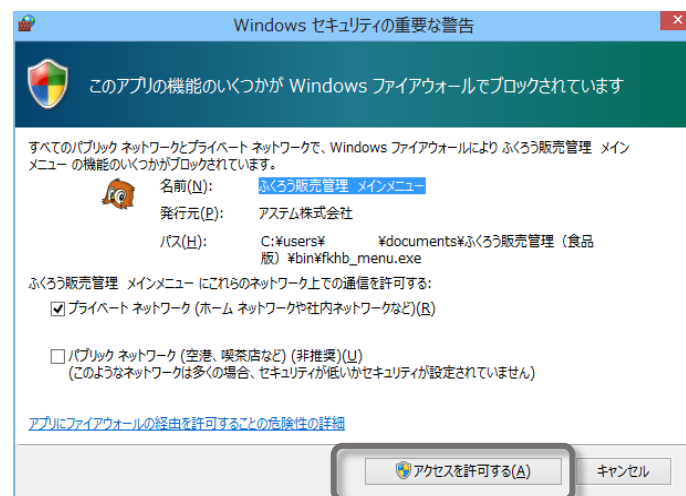 Windows セキュリティの重要な警告
このアプリの機能のいくつかが Windows ファイアウォールでブロックされています
すべてのパブリック ネットワークとプライベート ネットワークで、Windows ファイアウォールにより ふくろう販売管理 メイン
メニュー の機能のいくつかがブロックされています。
名前(N): ふくろう販売管理 メインメニュー
発行元(P): アステム株式会社
パス(H): C:¥users¥ ¥documents¥ふくろう販売管理（食品
版）¥bin¥fkhb_menu.exe
ふくろう販売管理 メインメニュー にこれらのネットワーク上での通信を許可する:
プライベート ネットワーク (ホーム ネットワークや社内ネットワークなど)(R)
パブリック ネットワーク (空港、喫茶店など) (非推奨)(U)
(このようなネットワークは多くの場合、セキュリティが低いかセキュリティが設定されていません)
アプリにファイアウォールの経由を許可することの危険性の詳細
アクセスを許可する(A) キャンセル